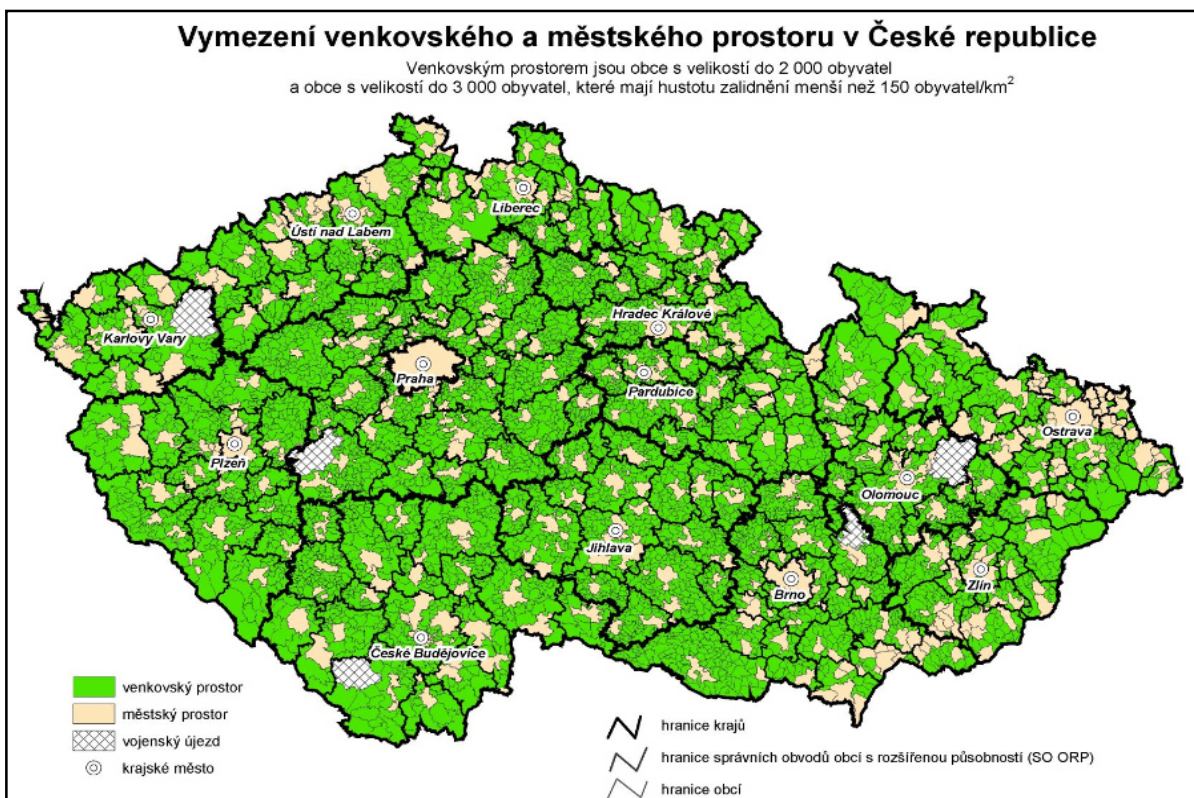 Vymezení venkovského a městského prostoru v České republice
Venkovským prostorem jsou obce s velikostí do 2 000 obyvatel
a obce s velikostí do 3 000 obyvatel, které mají hustotu zalidnění menší než 150 obyvatel/km²
Liberec
Ústí nad Labem
Karlovy Vary
Hradec Králové
Praha
Pardubice
Plzeň
Ostrava
Olomouc
Jihlava
Brno
Zlín
České Budějovice
venkovský prostor
městský prostor
vojenský újezd
krajské město
hranice krajů
hranice správních obvodů obcí s rozšířenou působností (SO ORP)
hranice obcí